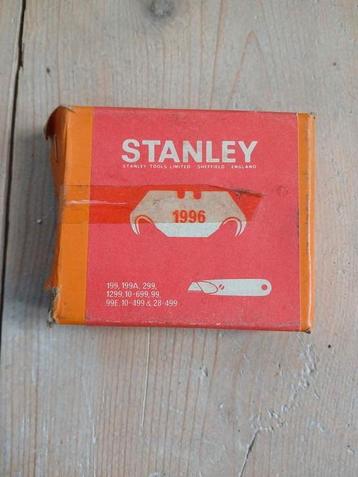 STANLEY
STANLEY TOOLS LIMITED · SHEFFIELD · ENGLAND
1996
199, 199A, 299,
1299, 10-699, 99,
99E, 10-499 & 28-499